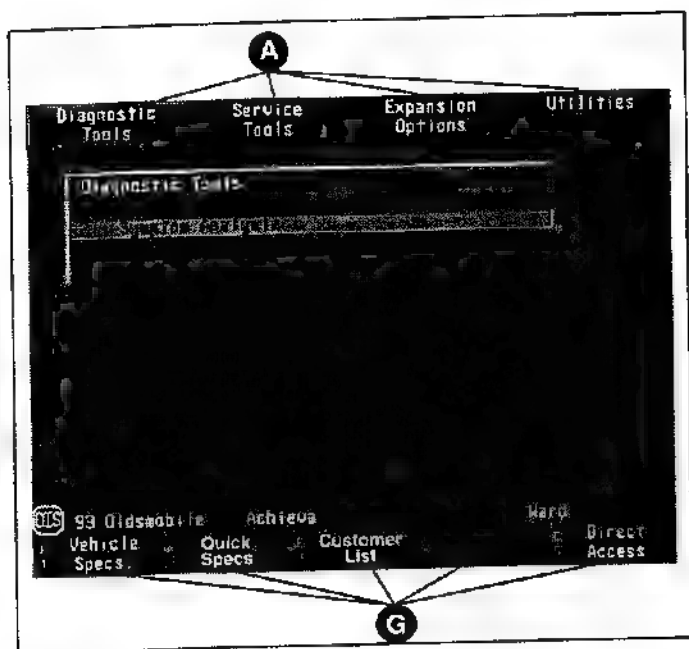 A
Diagnostic Tools Service Tools Expansion Options Utilities
Diagnostic Tools
93 Oldsmobile Achieva Ward
Vehicle Specs. Quick Specs Customer List Direct Access
G